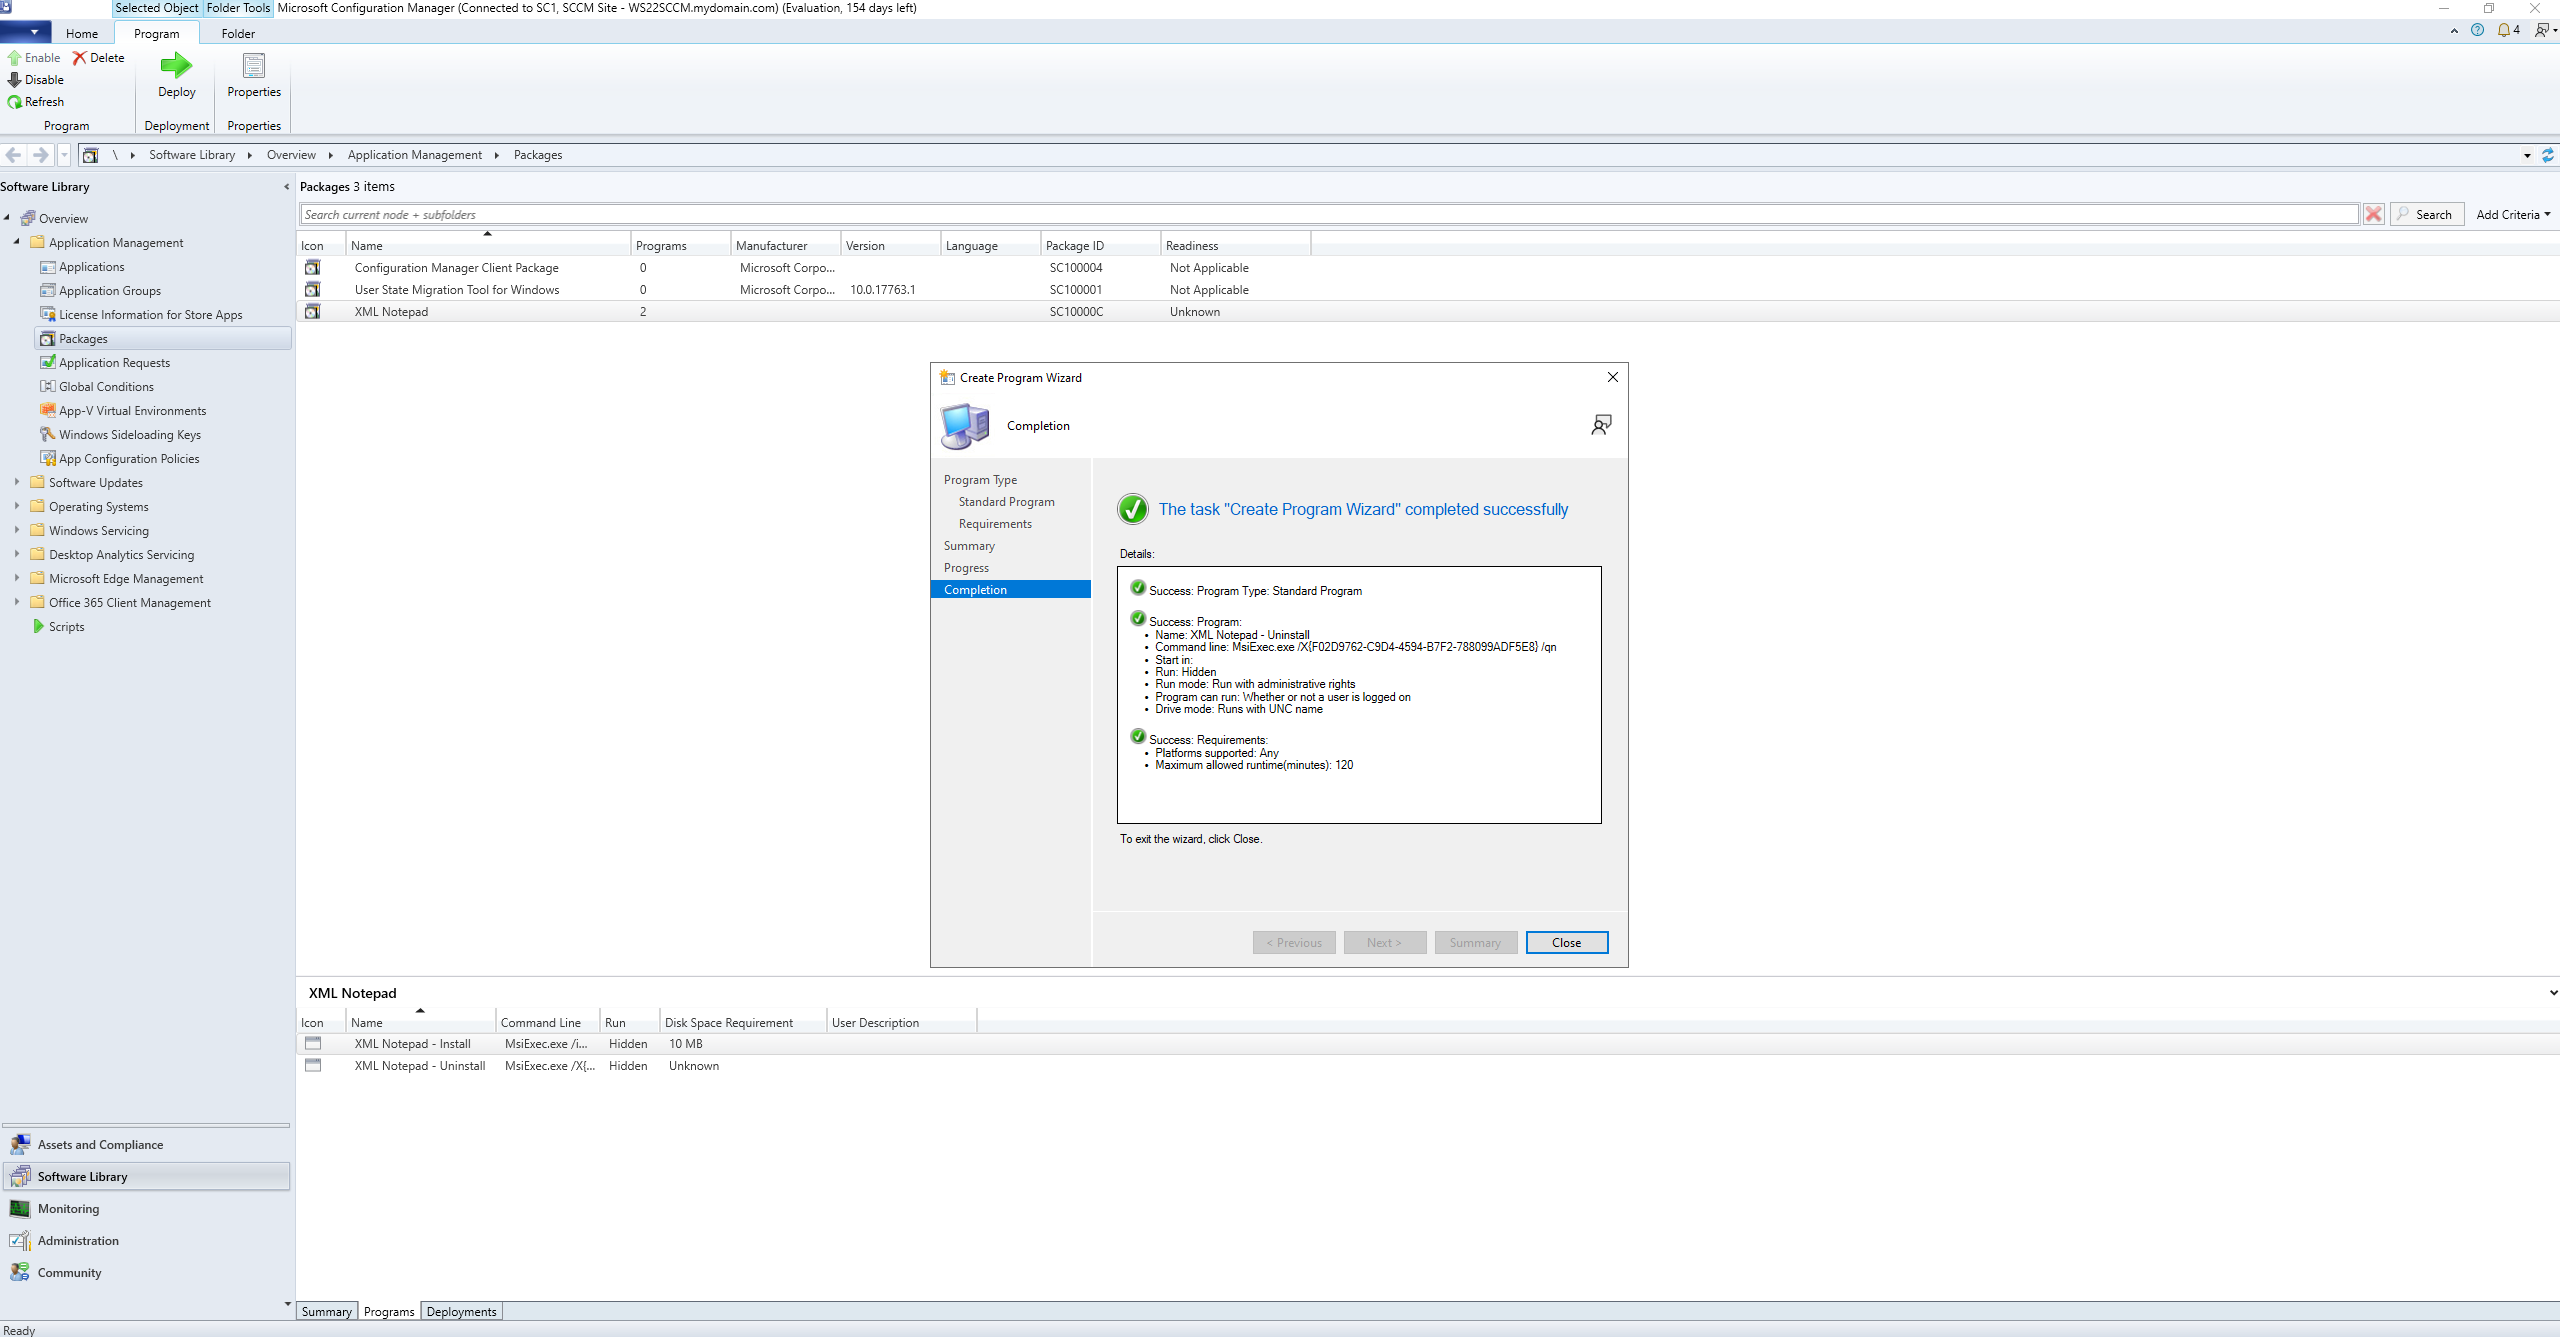 Selected Object Folder Tools Microsoft Configuration Manager (Connected to SC1, SCCM Site - WS22SCCM.mydomain.com) (Evaluation, 154 days left)
Home Program Folder
4
Enable Delete
Disable
Refresh
Deploy
Properties
Program Deployment Properties
\ Software Library Overview Application Management Packages
Software Library
Overview
Application Management
Applications
Application Groups
License Information for Store Apps
Packages
Application Requests
Global Conditions
App-V Virtual Environments
Windows Sideloading Keys
App Configuration Policies
Software Updates
Operating Systems
Windows Servicing
Desktop Analytics Servicing
Microsoft Edge Management
Office 365 Client Management
Scripts
Assets and Compliance
Software Library
Monitoring
Administration
Community
Packages 3 items
Search current node + subfolders
Search Add Criteria
Icon Name Programs Manufacturer Version Language Package ID Readiness
Configuration Manager Client Package 0 Microsoft Corpo... SC100004 Not Applicable
User State Migration Tool for Windows 0 Microsoft Corpo... 10.0.17763.1 SC100001 Not Applicable
XML Notepad 2 SC10000C Unknown
Create Program Wizard
Completion
Program Type
Standard Program
Requirements
Summary
Progress
Completion
The task "Create Program Wizard" completed successfully
Details:
Success: Program Type: Standard Program
Success: Program:
• Name: XML Notepad - Uninstall
• Command line: MsiExec.exe /X{F02D9762-C9D4-4594-B7F2-788099ADF5E8} /qn
• Start in:
• Run: Hidden
• Run mode: Run with administrative rights
• Program can run: Whether or not a user is logged on
• Drive mode: Runs with UNC name
Success: Requirements:
• Platforms supported: Any
• Maximum allowed runtime(minutes): 120
To exit the wizard, click Close.
< Previous Next > Summary Close
XML Notepad
Icon Name Command Line Run Disk Space Requirement User Description
XML Notepad - Install MsiExec.exe /i... Hidden 10 MB
XML Notepad - Uninstall MsiExec.exe /X{... Hidden Unknown
Summary Programs Deployments
Ready